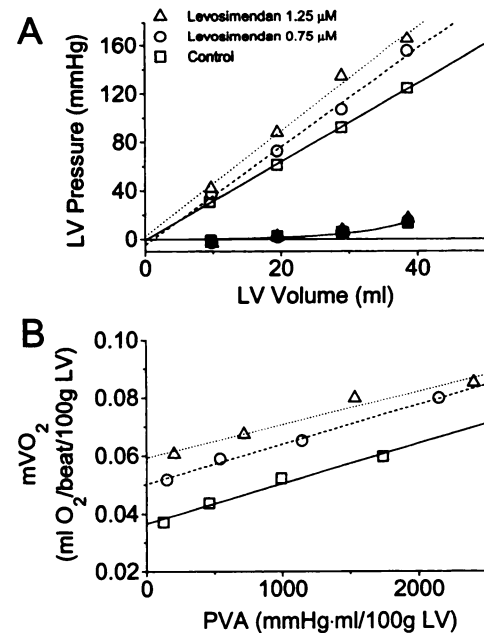 A
△ Levosimendan 1.25 μM
○ Levosimendan 0.75 μM
□ Control
LV Pressure (mmHg)
160
120
80
40
0
0 20 40
LV Volume (ml)
B
mVO2
(ml O2/beat/100g LV)
0.10
0.08
0.06
0.04
0.02
0 1000 2000
PVA (mmHg·ml/100g LV)